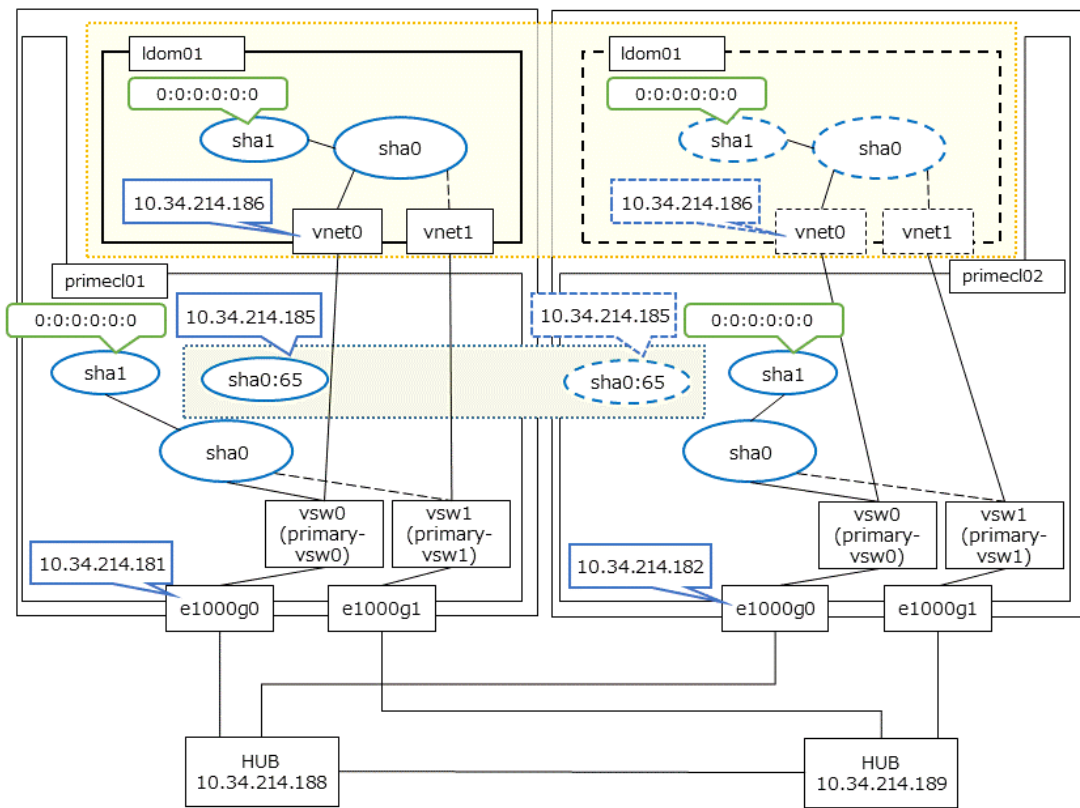 ldom01
0:0:0:0:0:0
sha1
sha0
10.34.214.186
vnet0
vnet1
ldom01
0:0:0:0:0:0
sha1
sha0
10.34.214.186
vnet0
vnet1
primecl01
0:0:0:0:0:0
10.34.214.185
sha1
sha0:65
sha0
vsw0
(primary-
vsw0)
vsw1
(primary-
vsw1)
10.34.214.181
e1000g0
e1000g1
primecl02
10.34.214.185
0:0:0:0:0:0
sha0:65
sha1
sha0
vsw0
(primary-
vsw0)
vsw1
(primary-
vsw1)
10.34.214.182
e1000g0
e1000g1
HUB
10.34.214.188
HUB
10.34.214.189